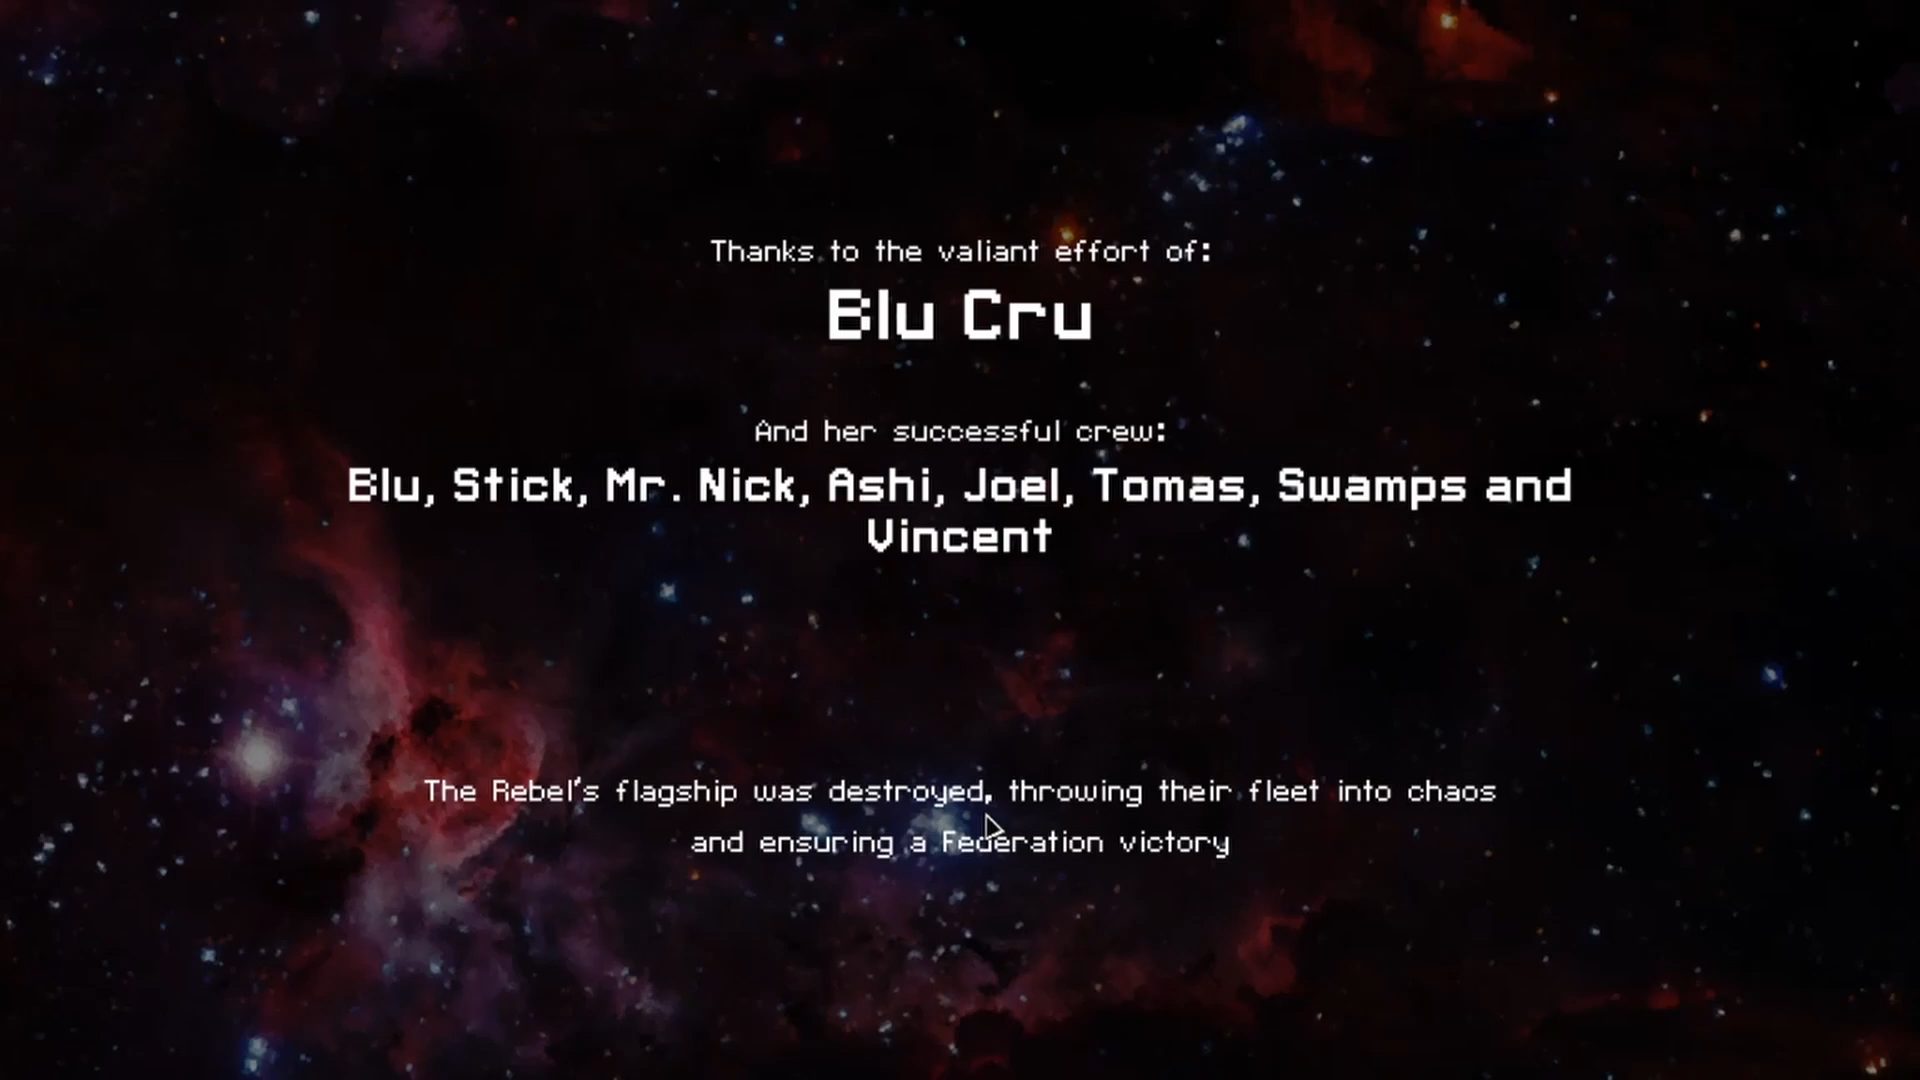 Thanks to the valiant effort of:
Blu Cru
And her successful crew:
Blu, Stick, Mr. Nick, Ashi, Joel, Tomas, Swamps and
Vincent
The Rebel's flagship was destroyed, throwing their fleet into chaos
and ensuring a Federation victory